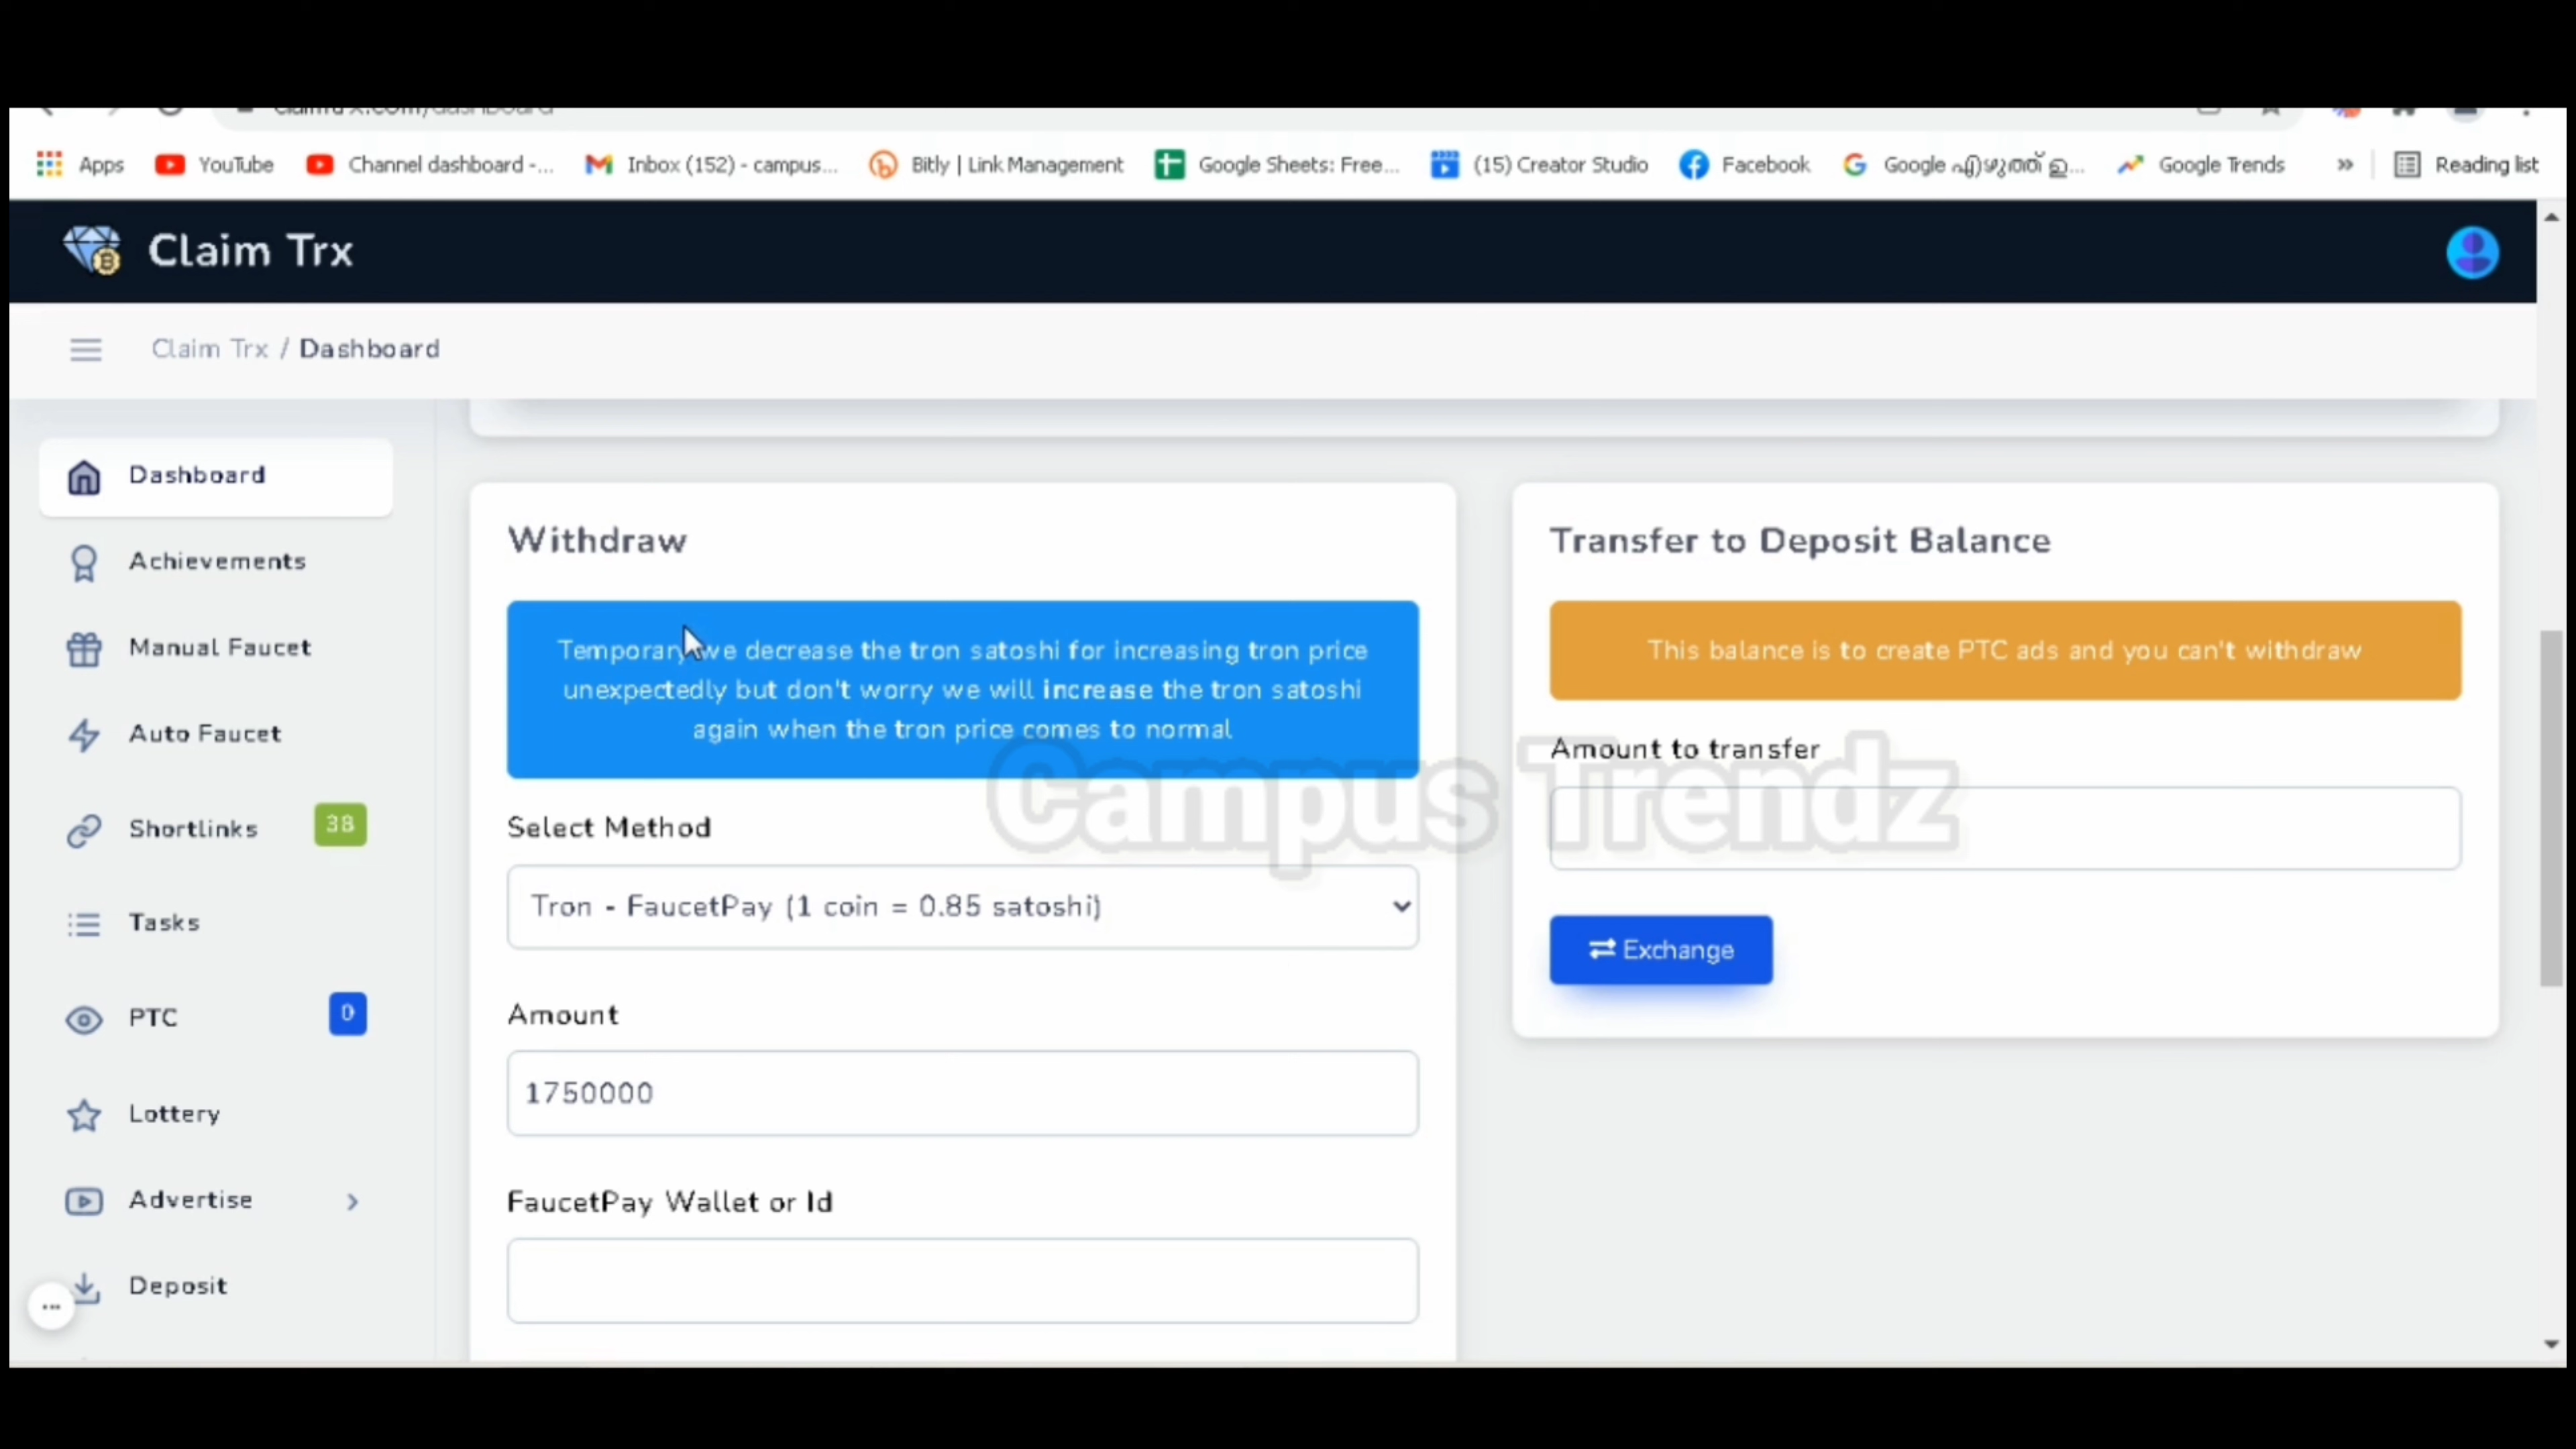 Apps YouTube Channel dashboard -... Inbox (152) - campus... Bitly | Link Management Google Sheets: Free... (15) Creator Studio Facebook Google എഴുത്ത് ഉ... Google Trends » Reading list
Claim Trx
Claim Trx / Dashboard
Dashboard
Achievements
Manual Faucet
Auto Faucet
Shortlinks 38
Tasks
PTC 0
Lottery
Advertise
Deposit
Withdraw
Temporary we decrease the tron satoshi for increasing tron price
unexpectedly but don't worry we will increase the tron satoshi
again when the tron price comes to normal
Select Method
Tron - FaucetPay (1 coin = 0.85 satoshi)
Amount
1750000
FaucetPay Wallet or Id
Transfer to Deposit Balance
This balance is to create PTC ads and you can't withdraw
Amount to transfer
Exchange
Campus Trendz